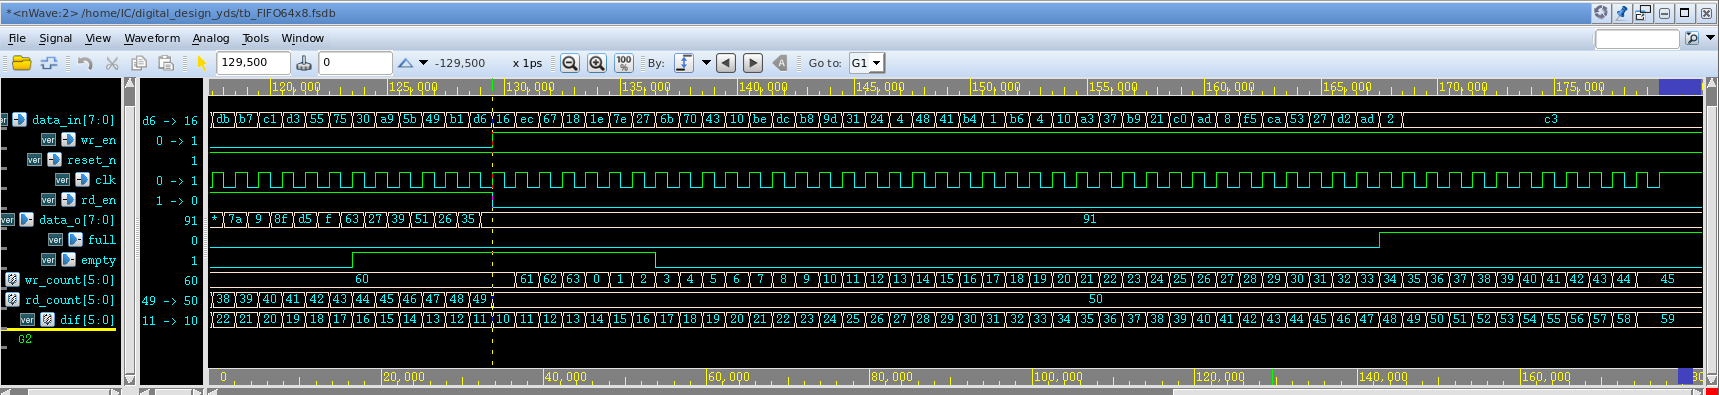 *<nWave:2> /home/IC/digital_design_yds/tb_FIFO64x8.fsdb
File Signal View Waveform Analog Tools Window
129,500 0 -129,500 x 1ps 100% By: Go to: G1
120,000 125,000 130,000 135,000 140,000 145,000 150,000 155,000 160,000 165,000 170,000 175,000
data_in[7:0] d6 -> 16 db b7 c1 d3 55 75 30 a9 5b 49 b1 d6 16 ec 67 18 1e 7e 27 6b 70 43 10 be dc b8 9d 31 24 4 48 41 b4 1 b6 4 10 a3 37 b9 21 c0 ad 8 f5 ca 53 27 d2 ad 2 c3
ver wr_en 0 -> 1
ver reset_n 1
ver clk 0 -> 1
ver rd_en 1 -> 0
ver data_o[7:0] 91 * 7a 9 8f d5 f 63 27 39 51 26 35 91
ver full 0
ver empty 1
wr_count[5:0] 60 60 61 62 63 0 1 2 3 4 5 6 7 8 9 10 11 12 13 14 15 16 17 18 19 20 21 22 23 24 25 26 27 28 29 30 31 32 33 34 35 36 37 38 39 40 41 42 43 44 45
rd_count[5:0] 49 -> 50 38 39 40 41 42 43 44 45 46 47 48 49 50
ver dif[5:0] 11 -> 10 22 21 20 19 18 17 16 15 14 13 12 11 10 11 12 13 14 15 16 17 18 19 20 21 22 23 24 25 26 27 28 29 30 31 32 33 34 35 36 37 38 39 40 41 42 43 44 45 46 47 48 49 50 51 52 53 54 55 56 57 58 59
G2
0 20,000 40,000 60,000 80,000 100,000 120,000 140,000 160,000